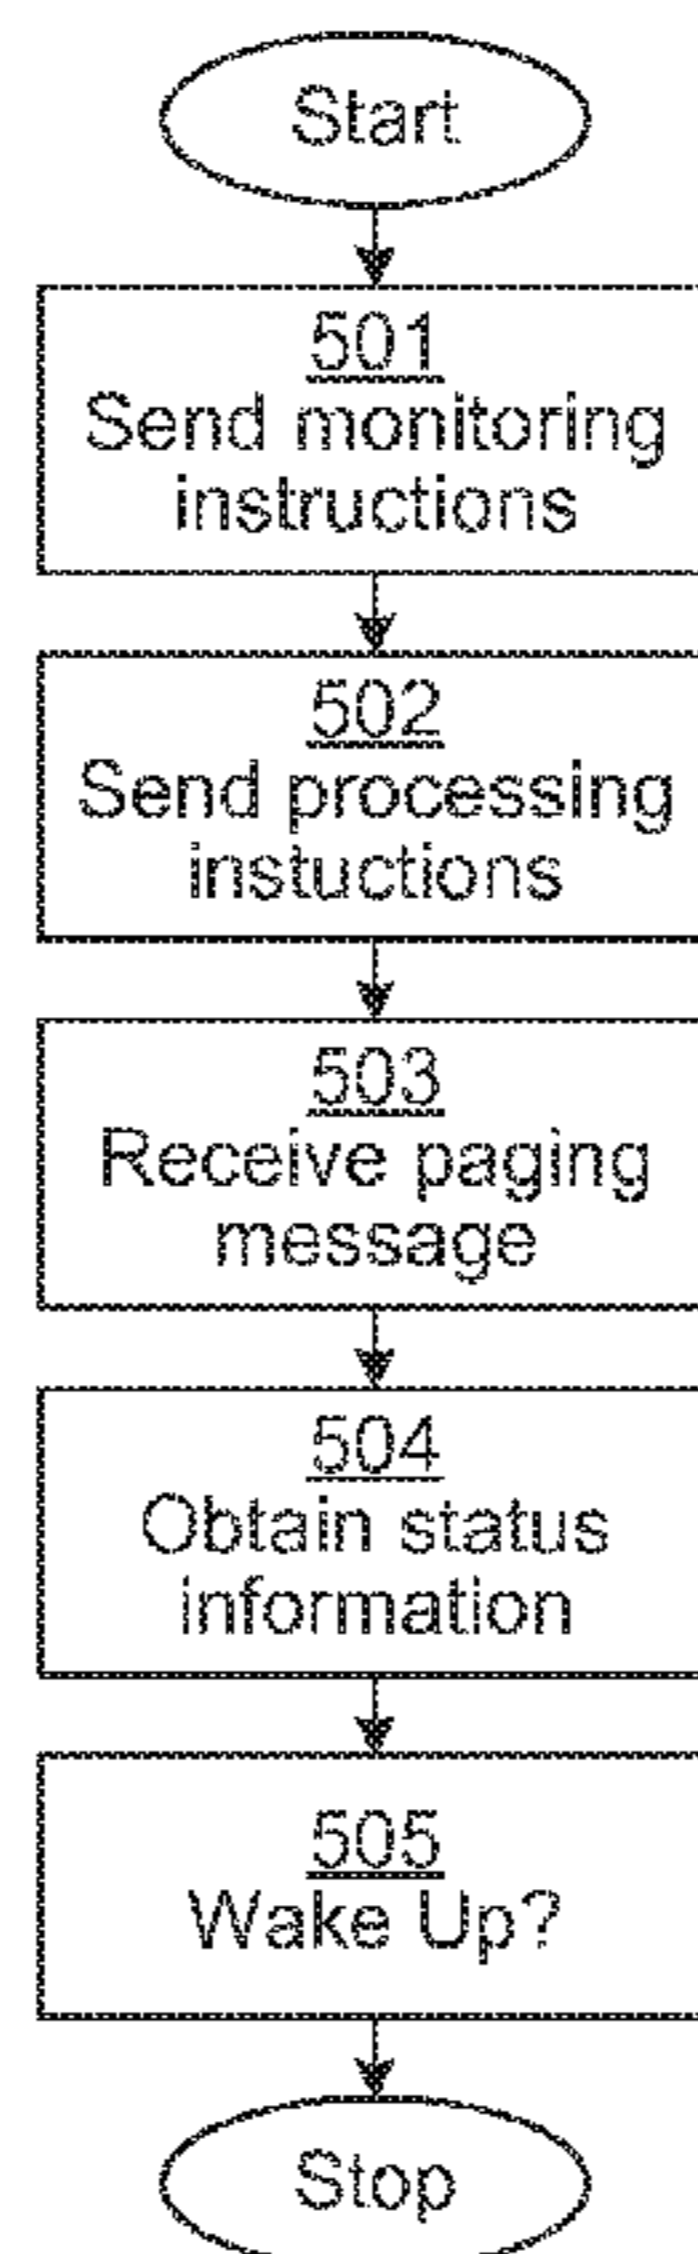 Start
501
Send monitoring
instructions
502
Send processing
instuctions
503
Receive paging
message
504
Obtain status
information
505
Wake Up?
Stop